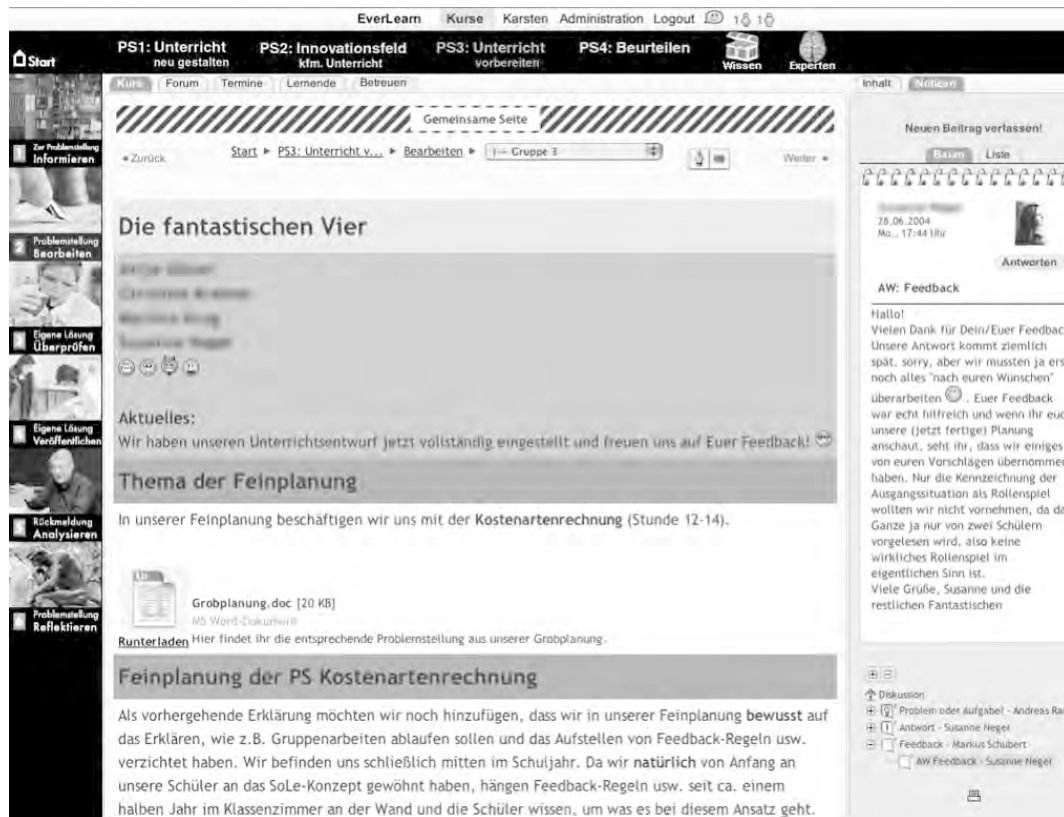 EverLearn Kurse Karsten Administration Logout
Start
PS1: Unterricht
neu gestalten
PS2: Innovationsfeld
kfm. Unterricht
PS3: Unterricht
vorbereiten
PS4: Beurteilen
Wissen
Experten
Kurs Forum Termine Lernende Betreuen
1 Zur Problemstellung
Informieren
2 Problemstellung
Bearbeiten
3 Eigene Lösung
Überprüfen
4 Eigene Lösung
Veröffentlichen
5 Rückmeldung
Analysieren
6 Problemstellung
Reflektieren
Gemeinsame Seite
Zurück
Start ▸ PS3: Unterricht v... ▸ Bearbeiten ▸ Gruppe 3
Weiter
Die fantastischen Vier
Aktuelles:
Wir haben unseren Unterrichtsentwurf jetzt vollständig eingestellt und freuen uns auf Euer Feedback!
Thema der Feinplanung
In unserer Feinplanung beschäftigen wir uns mit der Kostenartenrechnung (Stunde 12-14).
Grobplanung.doc [20 KB]
MS Word-Dokument
Runterladen Hier findet ihr die entsprechende Problemstellung aus unserer Grobplanung.
Feinplanung der PS Kostenartenrechnung
Als vorhergehende Erklärung möchten wir noch hinzufügen, dass wir in unserer Feinplanung bewusst auf
das Erklären, wie z.B. Gruppenarbeiten ablaufen sollen und das Aufstellen von Feedback-Regeln usw.
verzichtet haben. Wir befinden uns schließlich mitten im Schuljahr. Da wir natürlich von Anfang an
unsere Schüler an das SoLe-Konzept gewöhnt haben, hängen Feedback-Regeln usw. seit ca. einem
halben Jahr im Klassenzimmer an der Wand und die Schüler wissen, um was es bei diesem Ansatz geht.
Inhalt Notizen
Neuen Beitrag verfassen!
Baum Liste
28.06.2004
Mo., 17:44 Uhr
Antworten
AW: Feedback
Hallo!
Vielen Dank für Dein/Euer Feedbac
Unsere Antwort kommt ziemlich
spät, sorry, aber wir mussten ja ers
noch alles "nach euren Wünschen"
überarbeiten . Euer Feedback
war echt hilfreich und wenn ihr euc
unsere (jetzt fertige) Planung
anschaut, seht ihr, dass wir einiges
von euren Vorschlägen übernommen
haben. Nur die Kennzeichnung der
Ausgangssituation als Rollenspiel
wollten wir nicht vornehmen, da da
Ganze ja nur von zwei Schülern
vorgelesen wird, also keine
wirkliches Rollenspiel im
eigentlichen Sinn ist.
Viele Grüße, Susanne und die
restlichen Fantastischen
Diskussion
Problem oder Aufgabe? - Andreas Ra
Antwort - Susanne Neger
Feedback - Markus Schubert
AW Feedback - Susanne Neger